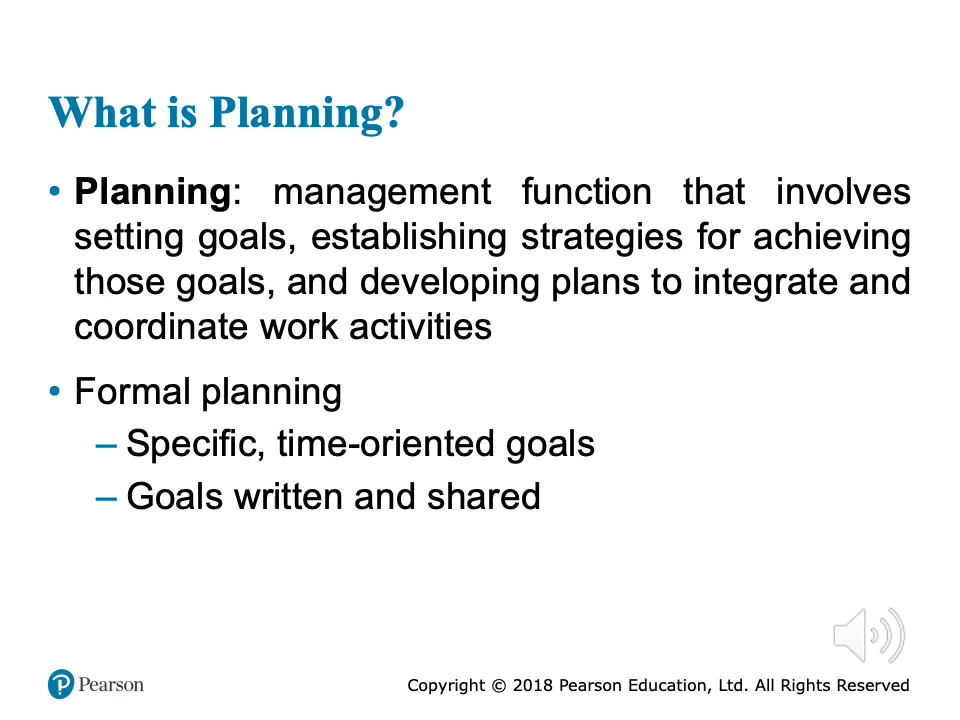 What is Planning?
• Planning: management function that involves
setting goals, establishing strategies for achieving
those goals, and developing plans to integrate and
coordinate work activities
• Formal planning
– Specific, time-oriented goals
– Goals written and shared
Pearson
Copyright © 2018 Pearson Education, Ltd. All Rights Reserved